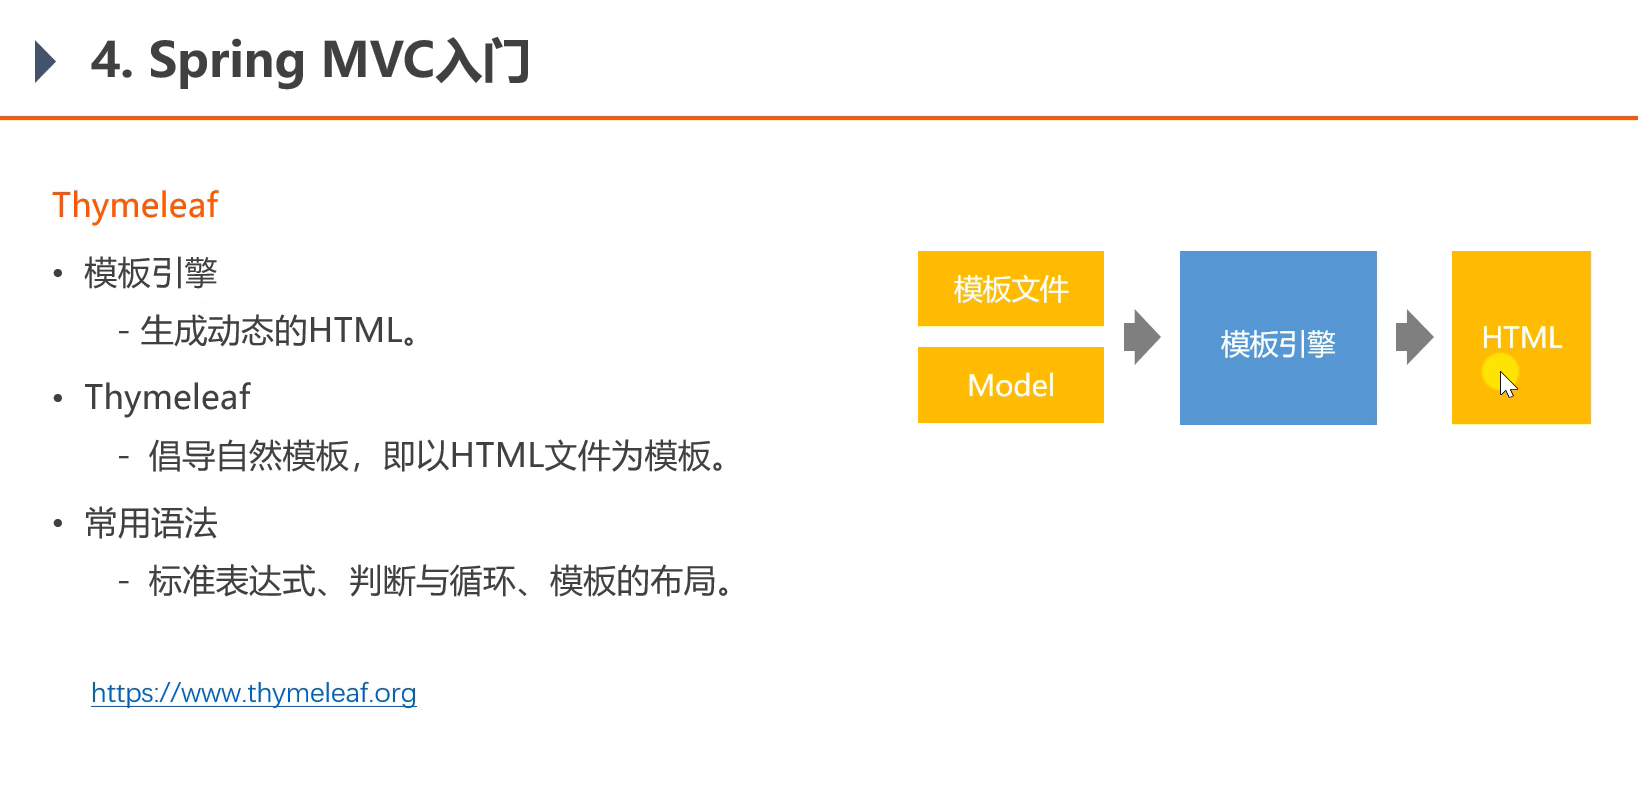 4. Spring MVC入门
Thymeleaf
• 模板引擎
- 生成动态的HTML。
• Thymeleaf
- 倡导自然模板，即以HTML文件为模板。
• 常用语法
- 标准表达式、判断与循环、模板的布局。
https://www.thymeleaf.org
模板文件
Model
模板引擎
HTML